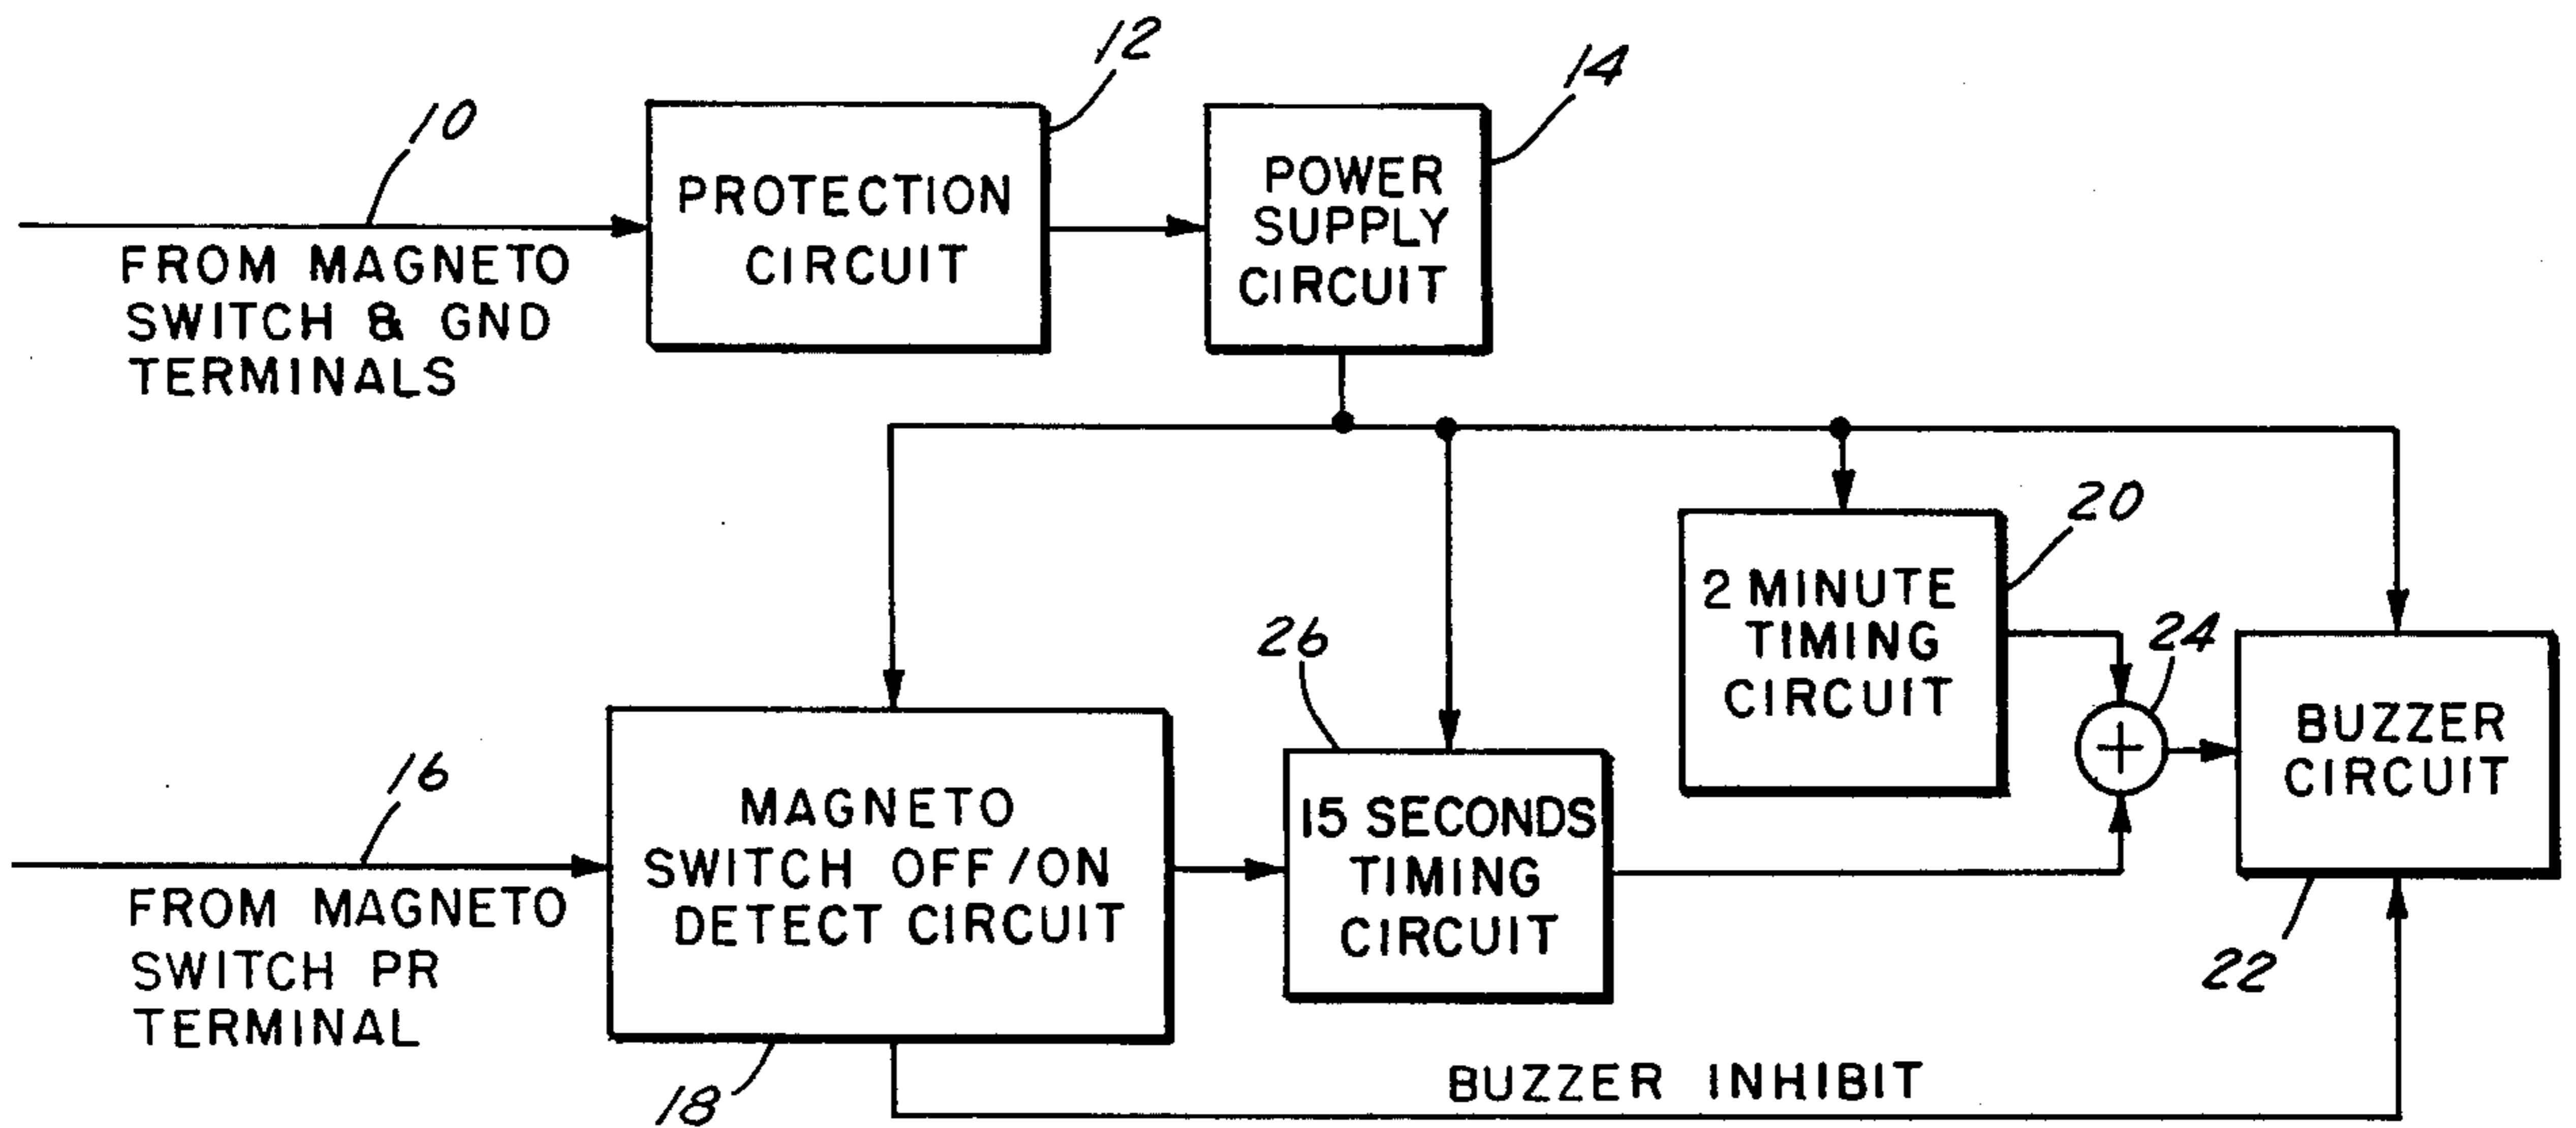 10
12
14
PROTECTION
CIRCUIT
POWER
SUPPLY
CIRCUIT
FROM MAGNETO
SWITCH & GND
TERMINALS
20
2 MINUTE
TIMING
CIRCUIT
24
26
BUZZER
CIRCUIT
16
MAGNETO
SWITCH OFF/ON
DETECT CIRCUIT
15 SECONDS
TIMING
CIRCUIT
FROM MAGNETO
SWITCH PR
TERMINAL
22
18
BUZZER INHIBIT